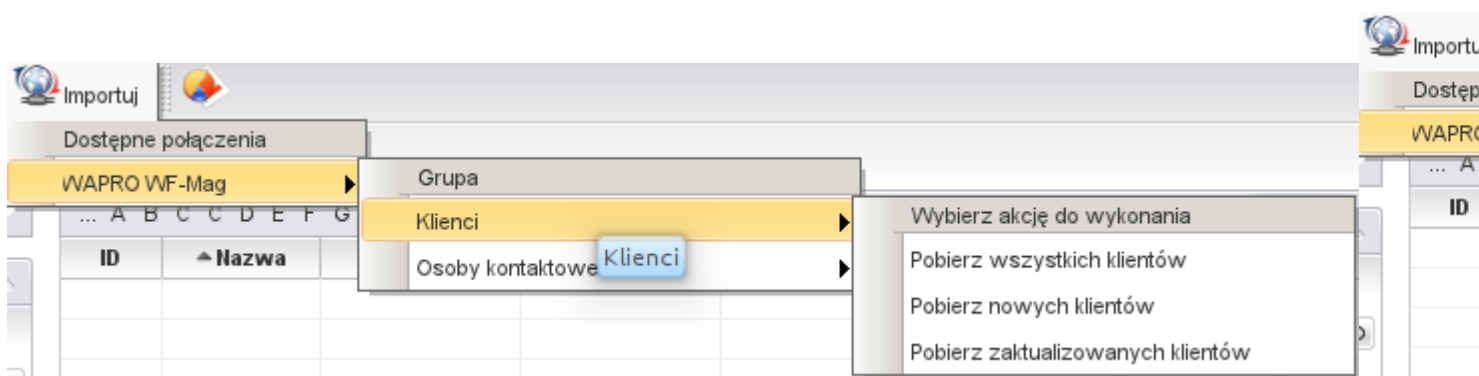 Importuj
Dostępne połączenia
WAPRO WF-Mag
Grupa
Klienci
Klienci
Osoby kontaktowe
Wybierz akcję do wykonania
Pobierz wszystkich klientów
Pobierz nowych klientów
Pobierz zaktualizowanych klientów
... A B C C D E F G
ID Nazwa
Importu
Dostęp
WAPRO
... A
ID